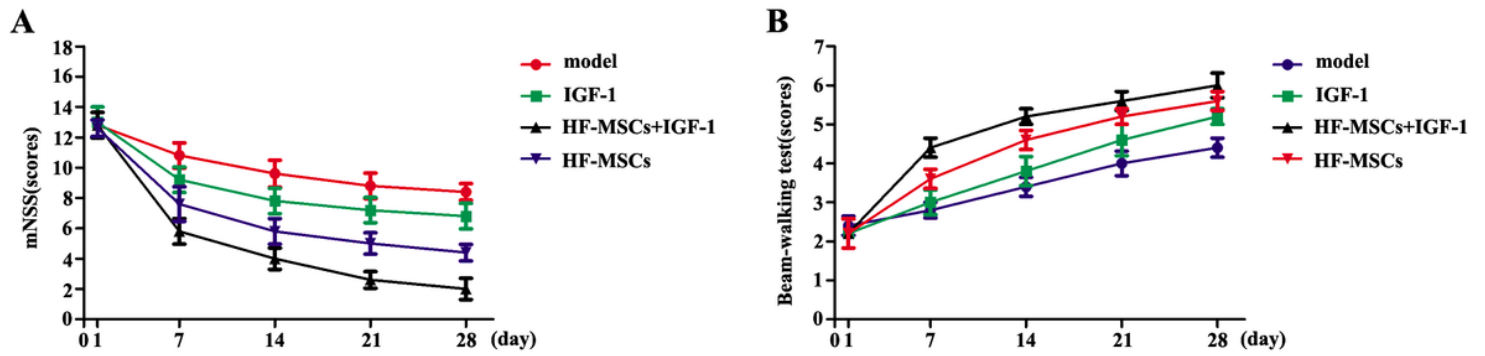 A
mNSS(scores)
18
16
14
12
10
8
6
4
2
0
0 1 7 14 21 28 (day)
model
IGF-1
HF-MSCs+IGF-1
HF-MSCs
B
Beam-walking test(scores)
7
6
5
4
3
2
1
0
0 1 7 14 21 28 (day)
model
IGF-1
HF-MSCs+IGF-1
HF-MSCs